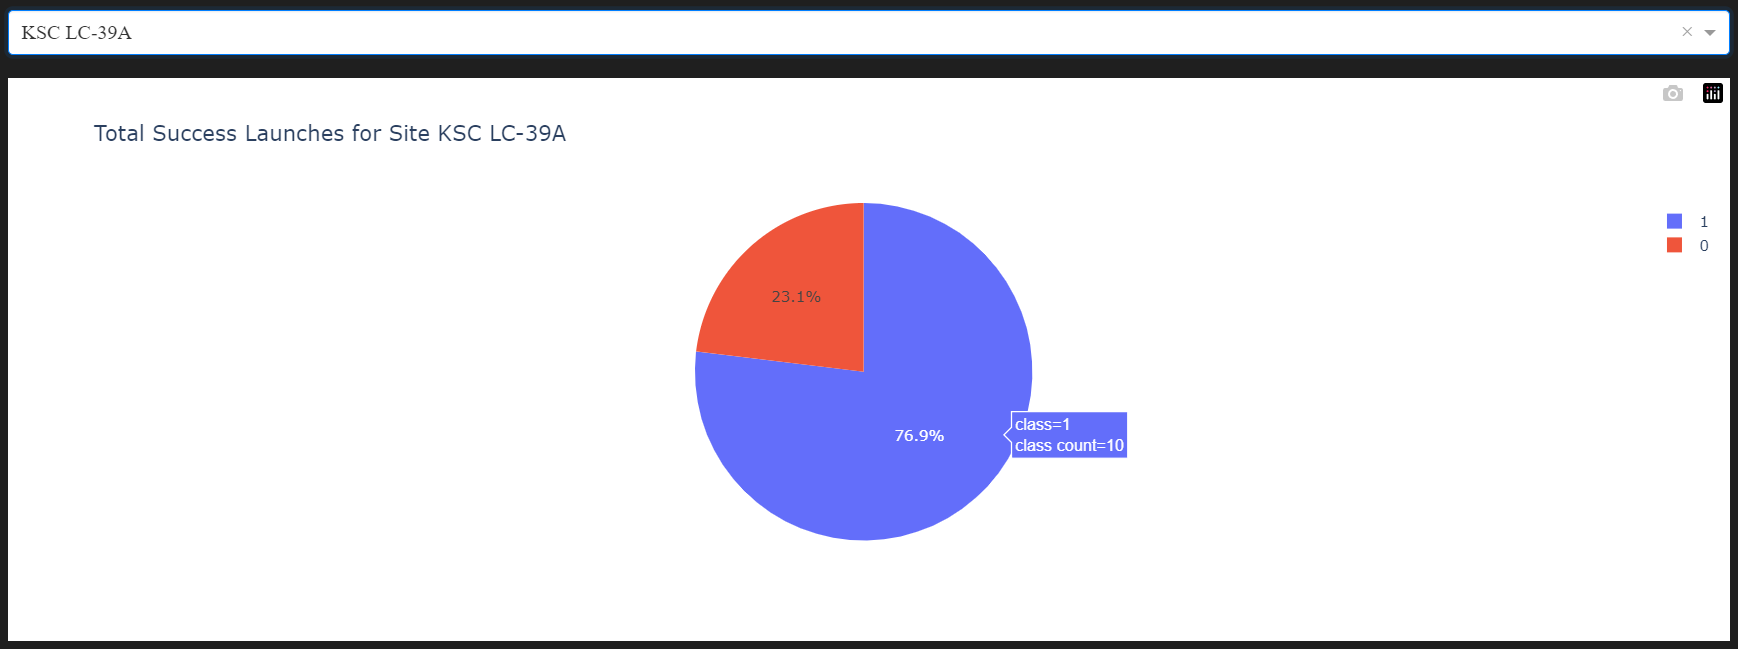 KSC LC-39A
Total Success Launches for Site KSC LC-39A
1
0
23.1%
76.9%
class=1
class count=10